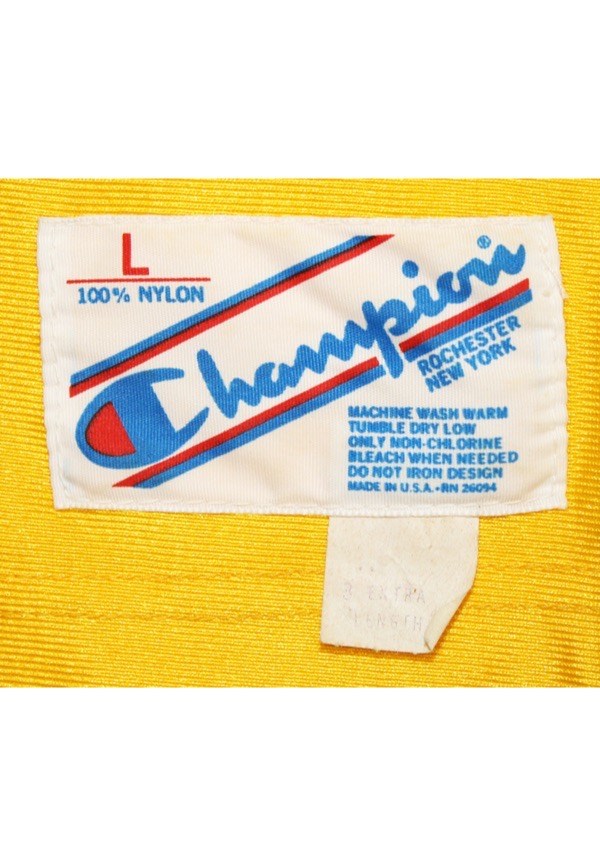 L
100% NYLON
Champion®
ROCHESTER
NEW YORK
MACHINE WASH WARM
TUMBLE DRY LOW
ONLY NON-CHLORINE
BLEACH WHEN NEEDED
DO NOT IRON DESIGN
MADE IN U.S.A.-RN 26094
3 EXTRA
LENGTH